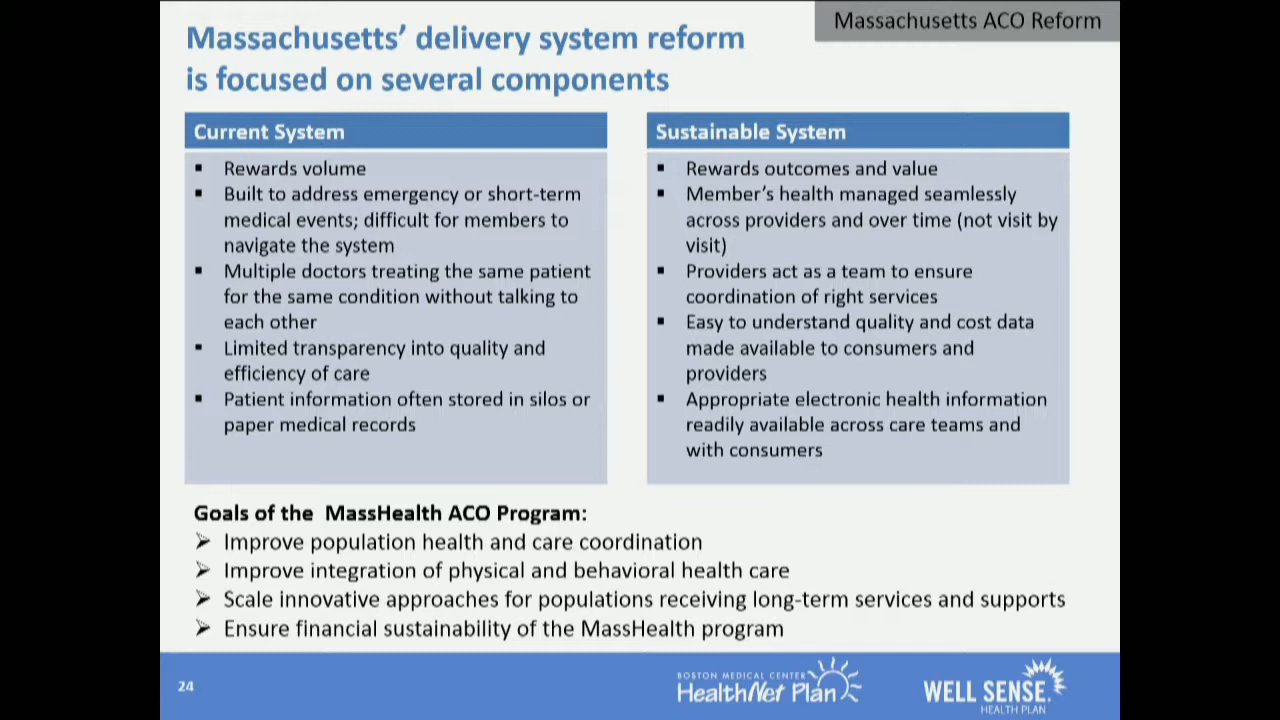 Massachusetts ACO Reform
Massachusetts' delivery system reform
is focused on several components
Current System
▪ Rewards volume
▪ Built to address emergency or short-term
medical events; difficult for members to
navigate the system
▪ Multiple doctors treating the same patient
for the same condition without talking to
each other
▪ Limited transparency into quality and
efficiency of care
▪ Patient information often stored in silos or
paper medical records
Sustainable System
▪ Rewards outcomes and value
▪ Member's health managed seamlessly
across providers and over time (not visit by
visit)
▪ Providers act as a team to ensure
coordination of right services
▪ Easy to understand quality and cost data
made available to consumers and
providers
▪ Appropriate electronic health information
readily available across care teams and
with consumers
Goals of the MassHealth ACO Program:
➢ Improve population health and care coordination
➢ Improve integration of physical and behavioral health care
➢ Scale innovative approaches for populations receiving long-term services and supports
➢ Ensure financial sustainability of the MassHealth program
24
BOSTON MEDICAL CENTER
HealthNet Plan
WELL SENSE.
HEALTH PLAN